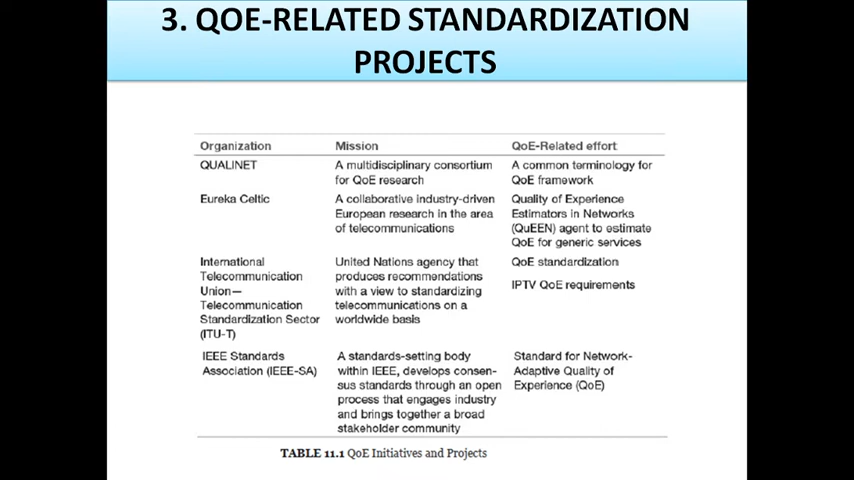 3. QOE-RELATED STANDARDIZATION
PROJECTS
Organization Mission QoE-Related effort
QUALINET A multidisciplinary consortium A common terminology for
for QoE research QoE framework
Eureka Celtic A collaborative industry-driven Quality of Experience
European research in the area Estimators in Networks
of telecommunications (QuEEN) agent to estimate
QoE for generic services
International United Nations agency that QoE standardization
Telecommunication produces recommendations
Union— with a view to standardizing IPTV QoE requirements
Telecommunication telecommunications on a
Standardization Sector worldwide basis
(ITU-T)
IEEE Standards A standards-setting body Standard for Network-
Association (IEEE-SA) within IEEE, develops consen- Adaptive Quality of
sus standards through an open Experience (QoE)
process that engages industry
and brings together a broad
stakeholder community
TABLE 11.1 QoE Initiatives and Projects